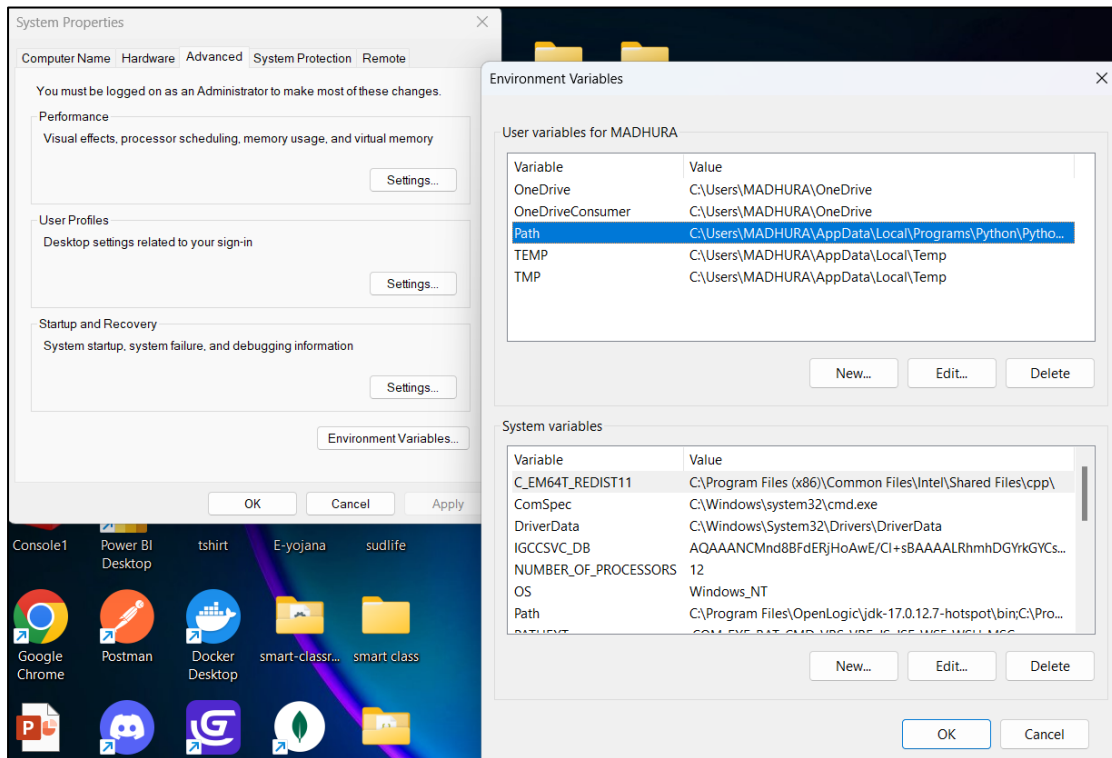 System Properties
Computer Name Hardware Advanced System Protection Remote
You must be logged on as an Administrator to make most of these changes.
Performance
Visual effects, processor scheduling, memory usage, and virtual memory
Settings...
User Profiles
Desktop settings related to your sign-in
Settings...
Startup and Recovery
System startup, system failure, and debugging information
Settings...
Environment Variables...
OK Cancel Apply
Environment Variables
User variables for MADHURA
Variable Value
OneDrive C:\Users\MADHURA\OneDrive
OneDriveConsumer C:\Users\MADHURA\OneDrive
Path C:\Users\MADHURA\AppData\Local\Programs\Python\Pytho...
TEMP C:\Users\MADHURA\AppData\Local\Temp
TMP C:\Users\MADHURA\AppData\Local\Temp
New... Edit... Delete
System variables
Variable Value
C_EM64T_REDIST11 C:\Program Files (x86)\Common Files\Intel\Shared Files\cpp\
ComSpec C:\Windows\system32\cmd.exe
DriverData C:\Windows\System32\Drivers\DriverData
IGCCSVC_DB AQAAANCMnd8BFdERjHoAwE/Cl+sBAAAALRhmhDGYrkGYCs...
NUMBER_OF_PROCESSORS 12
OS Windows_NT
Path C:\Program Files\OpenLogic\jdk-17.0.12.7-hotspot\bin;C:\Pro...
New... Edit... Delete
OK Cancel
Console1 Power BI Desktop tshirt E-yojana sudlife
Google Chrome Postman Docker Desktop smart-classr... smart class